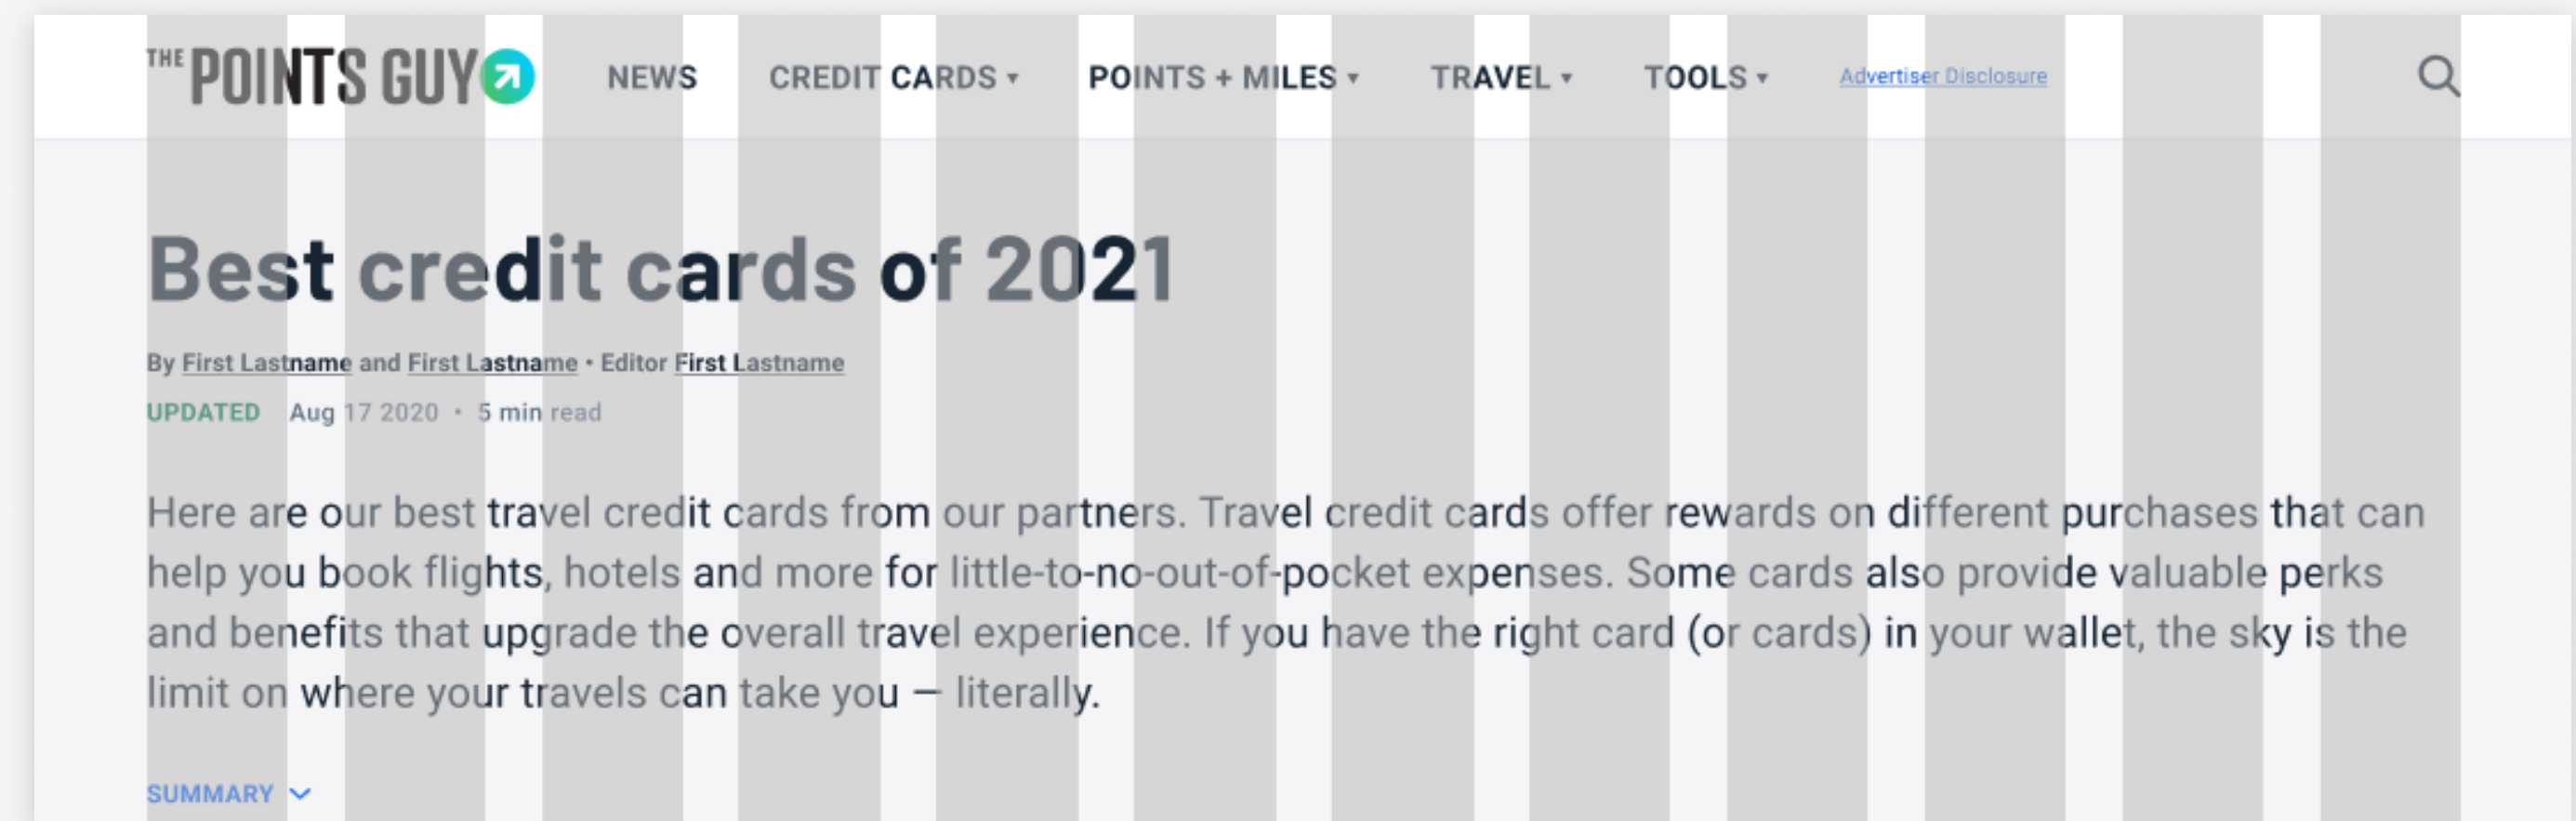 THE POINTS GUY NEWS CREDIT CARDS ▾ POINTS + MILES ▾ TRAVEL ▾ TOOLS ▾ Advertiser Disclosure
Best credit cards of 2021
By First Lastname and First Lastname • Editor First Lastname
UPDATED Aug 17 2020 • 5 min read
Here are our best travel credit cards from our partners. Travel credit cards offer rewards on different purchases that can
help you book flights, hotels and more for little-to-no-out-of-pocket expenses. Some cards also provide valuable perks
and benefits that upgrade the overall travel experience. If you have the right card (or cards) in your wallet, the sky is the
limit on where your travels can take you — literally.
SUMMARY